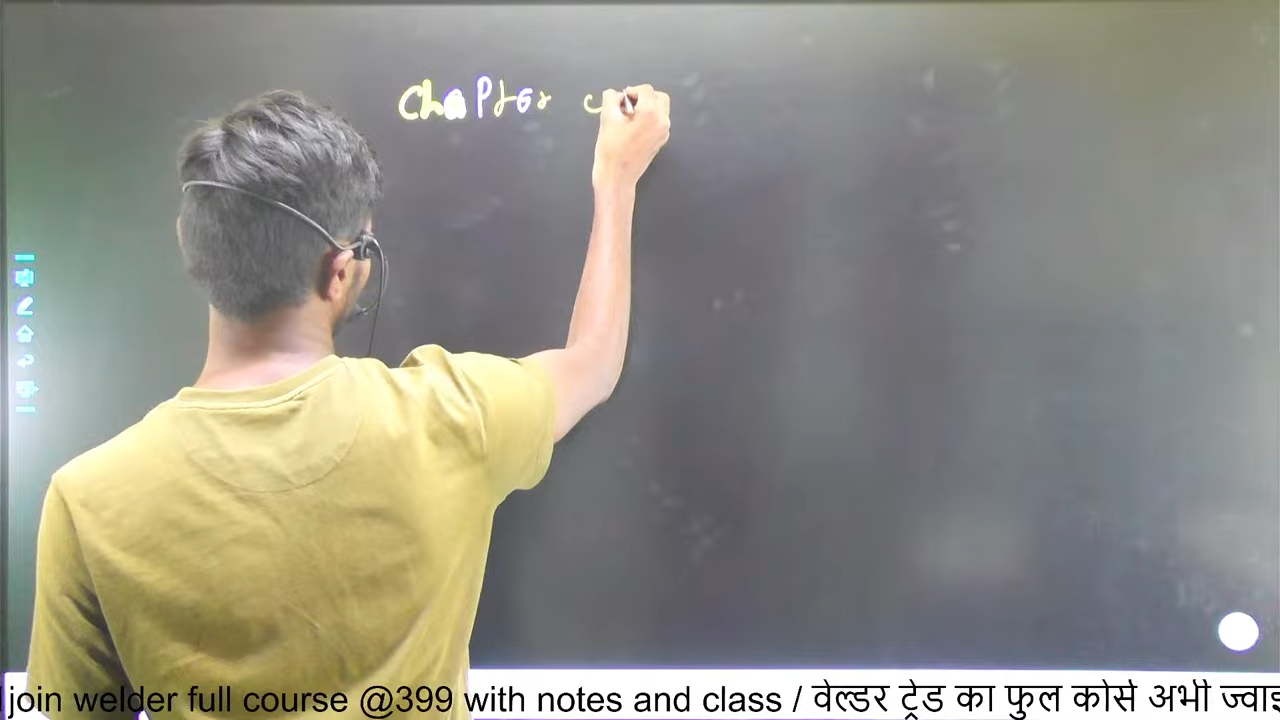 Chapter
join welder full course @399 with notes and class / वेल्डर ट्रेड का फुल कोर्स अभी